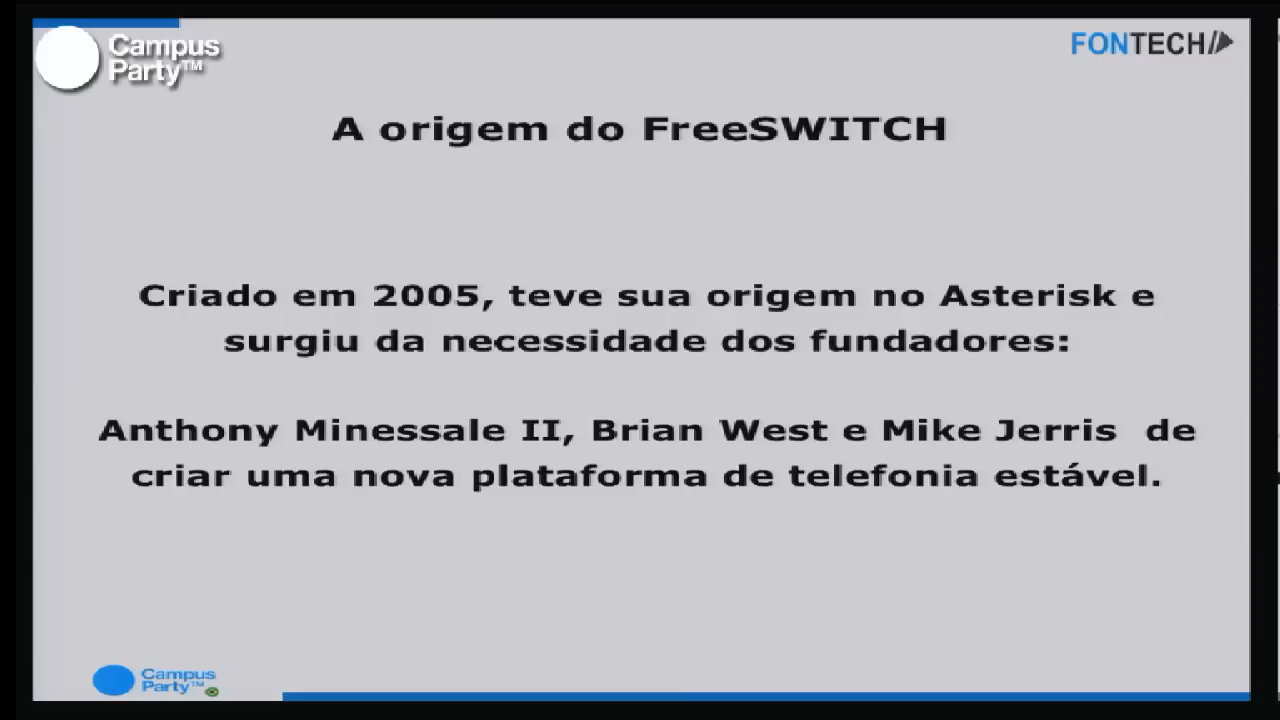 Campus
Party™
FONTECH
A origem do FreeSWITCH
Criado em 2005, teve sua origem no Asterisk e
surgiu da necessidade dos fundadores:
Anthony Minessale II, Brian West e Mike Jerris de
criar uma nova plataforma de telefonia estável.
Campus
Party™